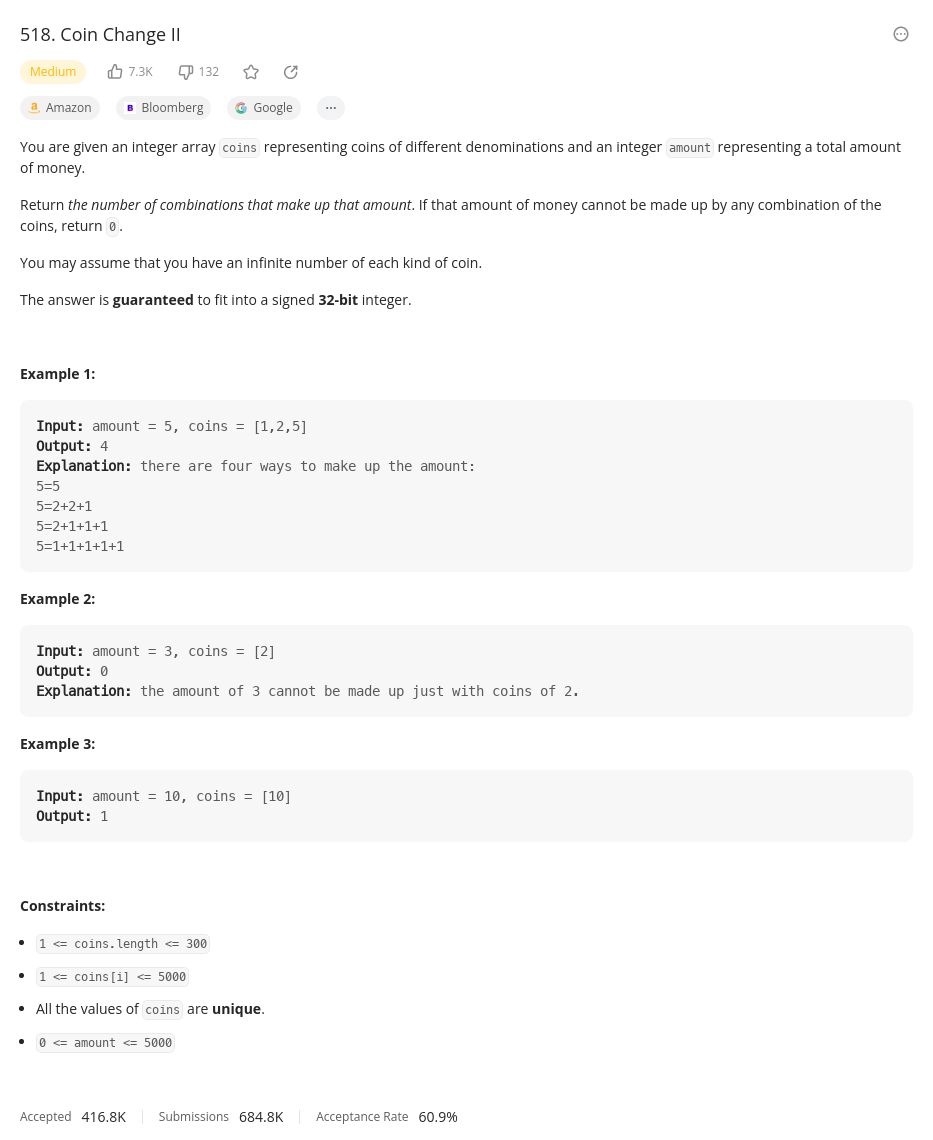 518. Coin Change II
Medium 7.3K 132
Amazon B Bloomberg Google ...
You are given an integer array coins representing coins of different denominations and an integer amount representing a total amount
of money.
Return the number of combinations that make up that amount. If that amount of money cannot be made up by any combination of the
coins, return 0.
You may assume that you have an infinite number of each kind of coin.
The answer is guaranteed to fit into a signed 32-bit integer.
Example 1:
Input: amount = 5, coins = [1,2,5]
Output: 4
Explanation: there are four ways to make up the amount:
5=5
5=2+2+1
5=2+1+1+1
5=1+1+1+1+1
Example 2:
Input: amount = 3, coins = [2]
Output: 0
Explanation: the amount of 3 cannot be made up just with coins of 2.
Example 3:
Input: amount = 10, coins = [10]
Output: 1
Constraints:
• 1 <= coins.length <= 300
• 1 <= coins[i] <= 5000
• All the values of coins are unique.
• 0 <= amount <= 5000
Accepted 416.8K Submissions 684.8K Acceptance Rate 60.9%